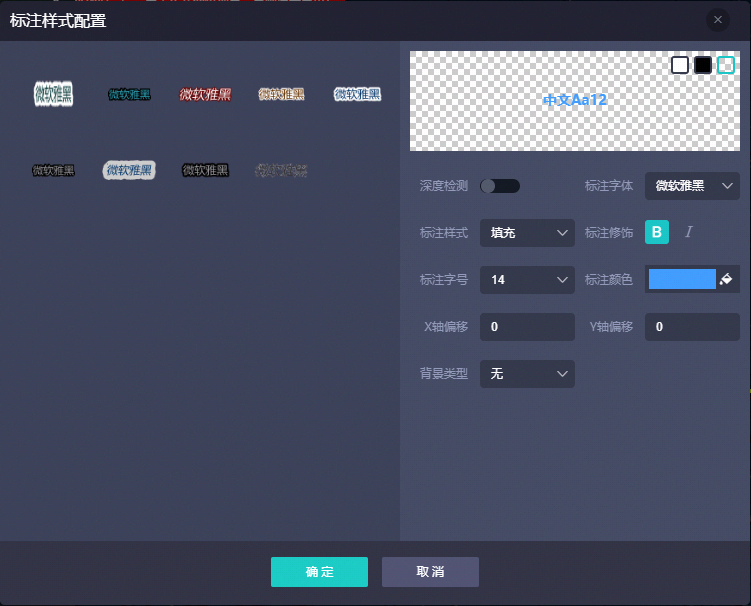 标注样式配置
微软雅黑 微软雅黑 微软雅黑 微软雅黑 微软雅黑
微软雅黑 微软雅黑 微软雅黑 微软雅黑
中文Aa12
深度检测 标注字体 微软雅黑
标注样式 填充 标注修饰 B I
标注字号 14 标注颜色
X轴偏移 0 Y轴偏移 0
背景类型 无
确定 取消